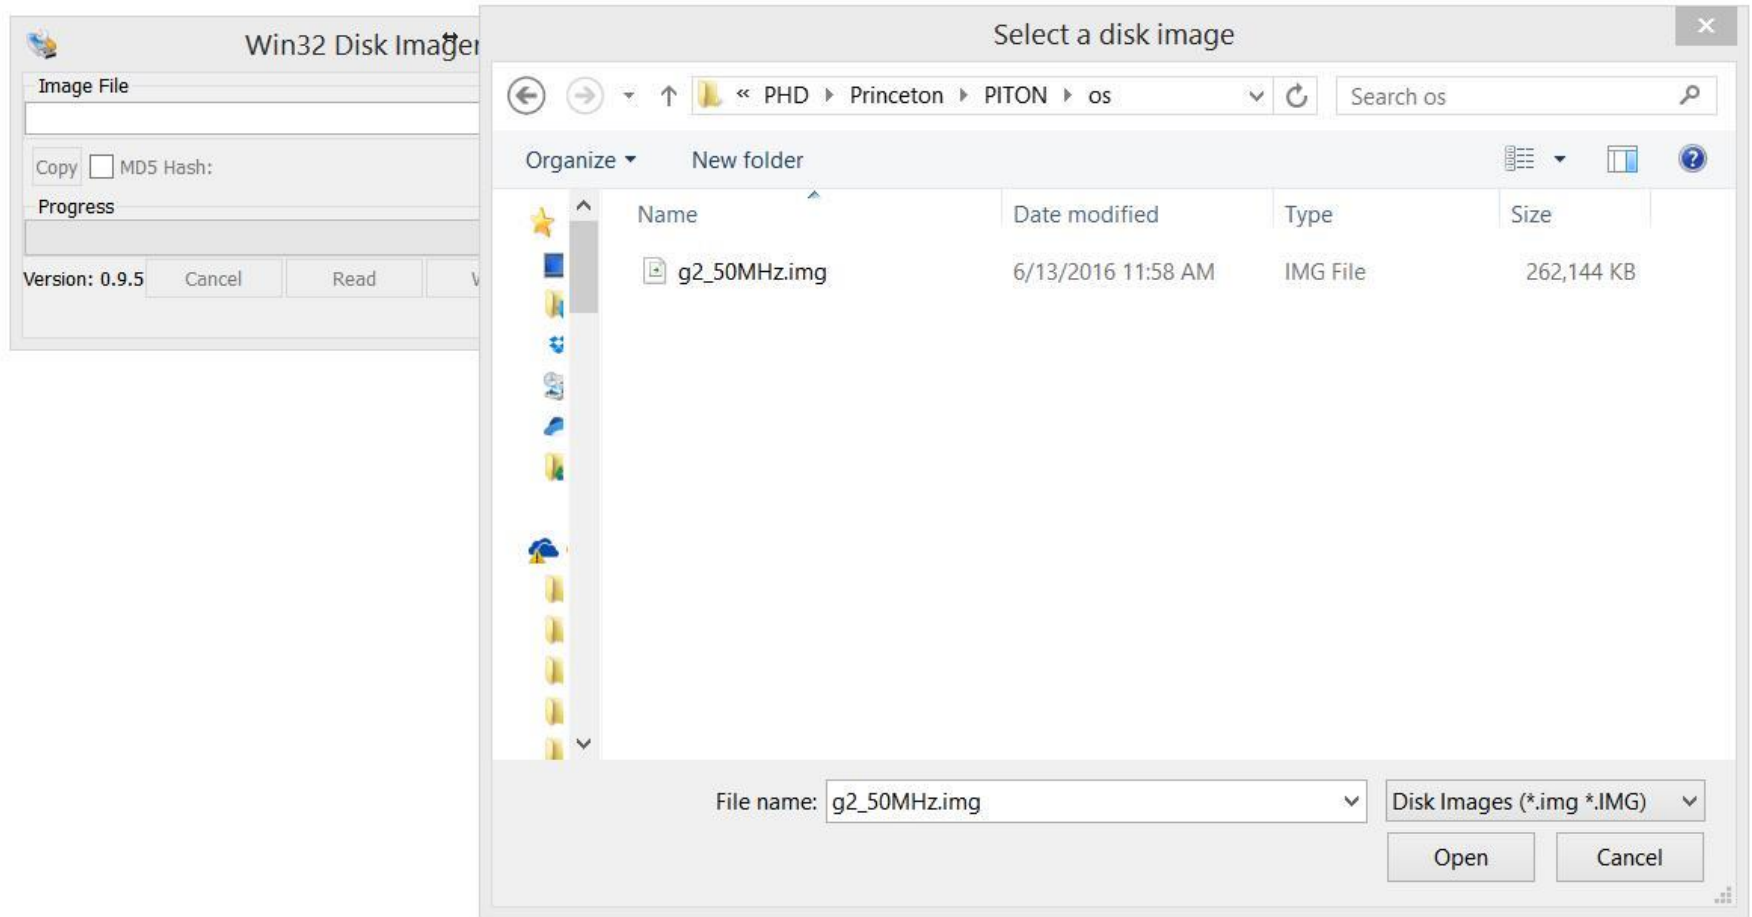 Win32 Disk Imager
Image File
Copy MD5 Hash:
Progress
Version: 0.9.5 Cancel Read W
Select a disk image
« PHD Princeton PITON os Search os
Organize New folder
Name Date modified Type Size
g2_50MHz.img 6/13/2016 11:58 AM IMG File 262,144 KB
File name: g2_50MHz.img Disk Images (*.img *.IMG)
Open Cancel